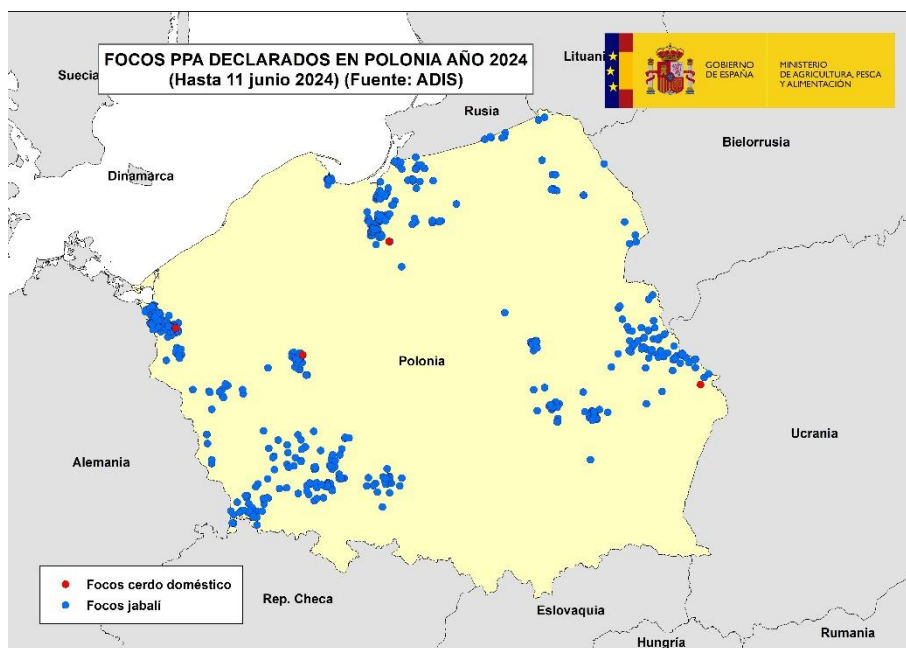 FOCOS PPA DECLARADOS EN POLONIA AÑO 2024
(Hasta 11 junio 2024) (Fuente: ADIS)
Lituani
GOBIERNO
DE ESPAÑA
MINISTERIO
DE AGRICULTURA, PESCA
Y ALIMENTACIÓN
Suecia
Rusia
Bielorrusia
Dinamarca
Polonia
Ucrania
Alemania
Focos cerdo doméstico
Focos jabalí
Rep. Checa
Eslovaquia
Hungría
Rumania